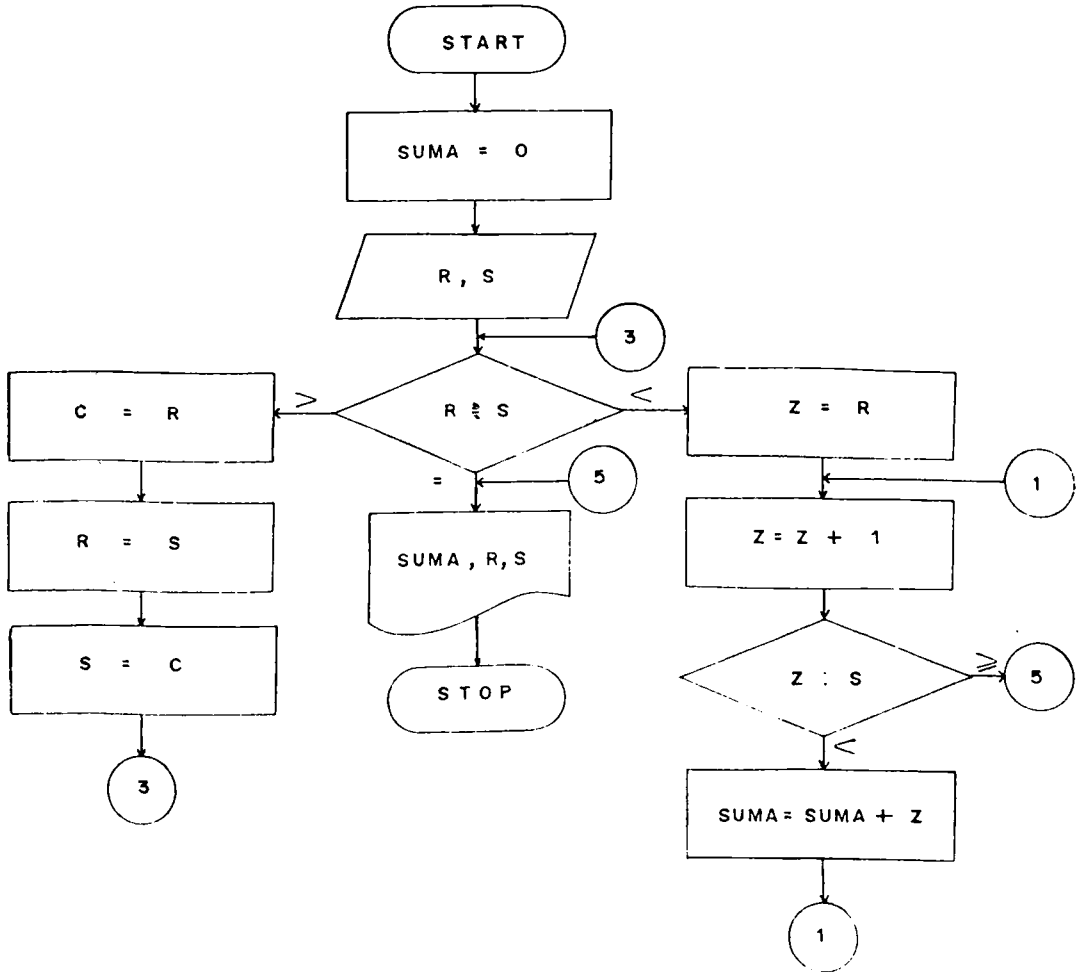 START
SUMA = 0
R, S
3
>
R : S
<
C = R
Z = R
=
5
1
R = S
SUMA, R, S
Z = Z + 1
S = C
STOP
Z : S
≥
5
<
3
SUMA = SUMA + Z
1